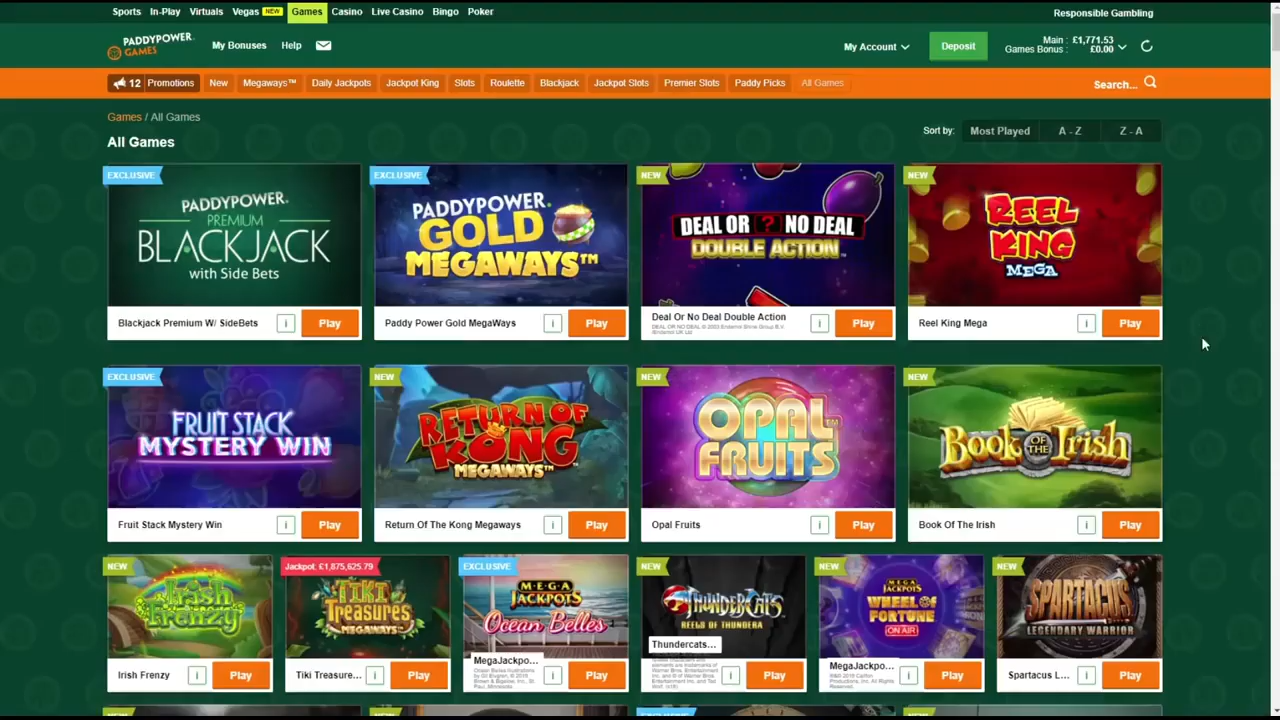 Sports In-Play Virtuals Vegas NEW Games Casino Live Casino Bingo Poker Responsible Gambling
PADDYPOWER. GAMES My Bonuses Help My Account Deposit Main : £1,771.53
Games Bonus : £0.00
12 Promotions New Megaways™ Daily Jackpots Jackpot King Slots Roulette Blackjack Jackpot Slots Premier Slots Paddy Picks All Games Search...
Games / All Games
All Games Sort by: Most Played A - Z Z - A
EXCLUSIVE EXCLUSIVE NEW NEW
PADDYPOWER.
PREMIUM
BLACKJACK
with Side Bets
PADDYPOWER.
GOLD
MEGAWAYS™
DEAL OR ? NO DEAL
DOUBLE ACTION™
REEL
KING
MEGA
Blackjack Premium W/ SideBets i Play
Paddy Power Gold MegaWays i Play
Deal Or No Deal Double Action i Play
Reel King Mega i Play
EXCLUSIVE NEW NEW NEW
FRUIT STACK
MYSTERY WIN
RETURN OF
KONG
MEGAWAYS™
OPAL™
FRUITS
BOOK OF THE IRISH
Fruit Stack Mystery Win i Play
Return Of The Kong Megaways i Play
Opal Fruits i Play
Book Of The Irish i Play
NEW Jackpot: £1,875,625.79 EXCLUSIVE NEW NEW NEW
Irish
Frenzy
TIKI
Treasures
MEGAWAYS
MEGA
JACKPOTS
Ocean Belles
THUNDERCATS
REELS OF THUNDERA
MEGA
JACKPOTS
WHEEL OF
FORTUNE
ON AIR
SPARTACUS
LEGENDARY WARRIOR
Irish Frenzy i Play
Tiki Treasure... i Play
MegaJackpo... i Play
Thundercats... i Play
MegaJackpo... i Play
Spartacus L... i Play
NEW NEW EXCLUSIVE NEW